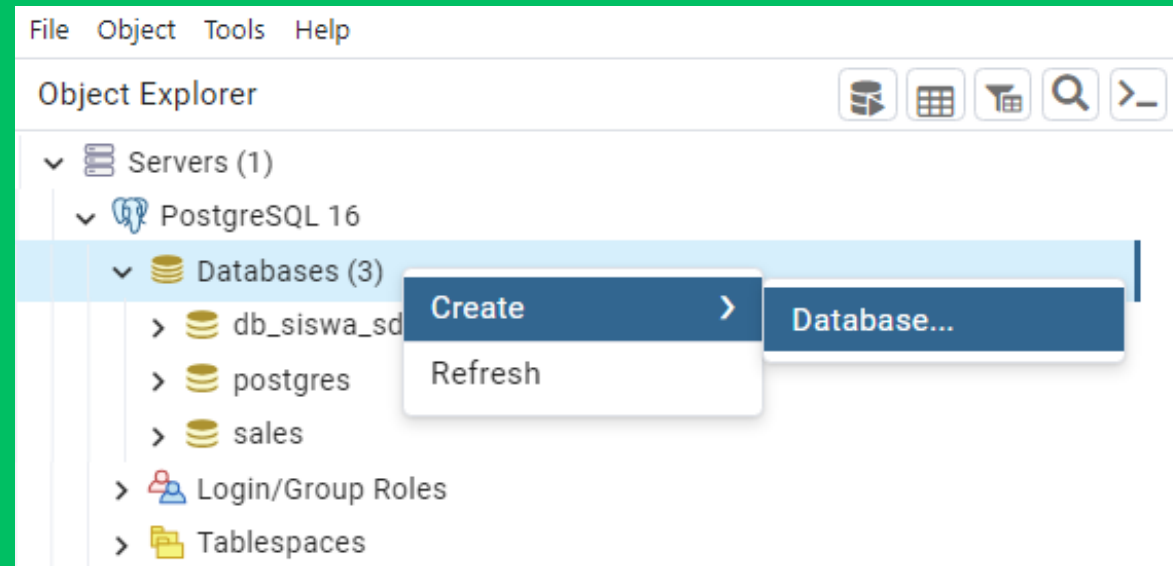 File Object Tools Help
Object Explorer
Servers (1)
PostgreSQL 16
Databases (3)
Create
Database...
db_siswa_sd
Refresh
postgres
sales
Login/Group Roles
Tablespaces